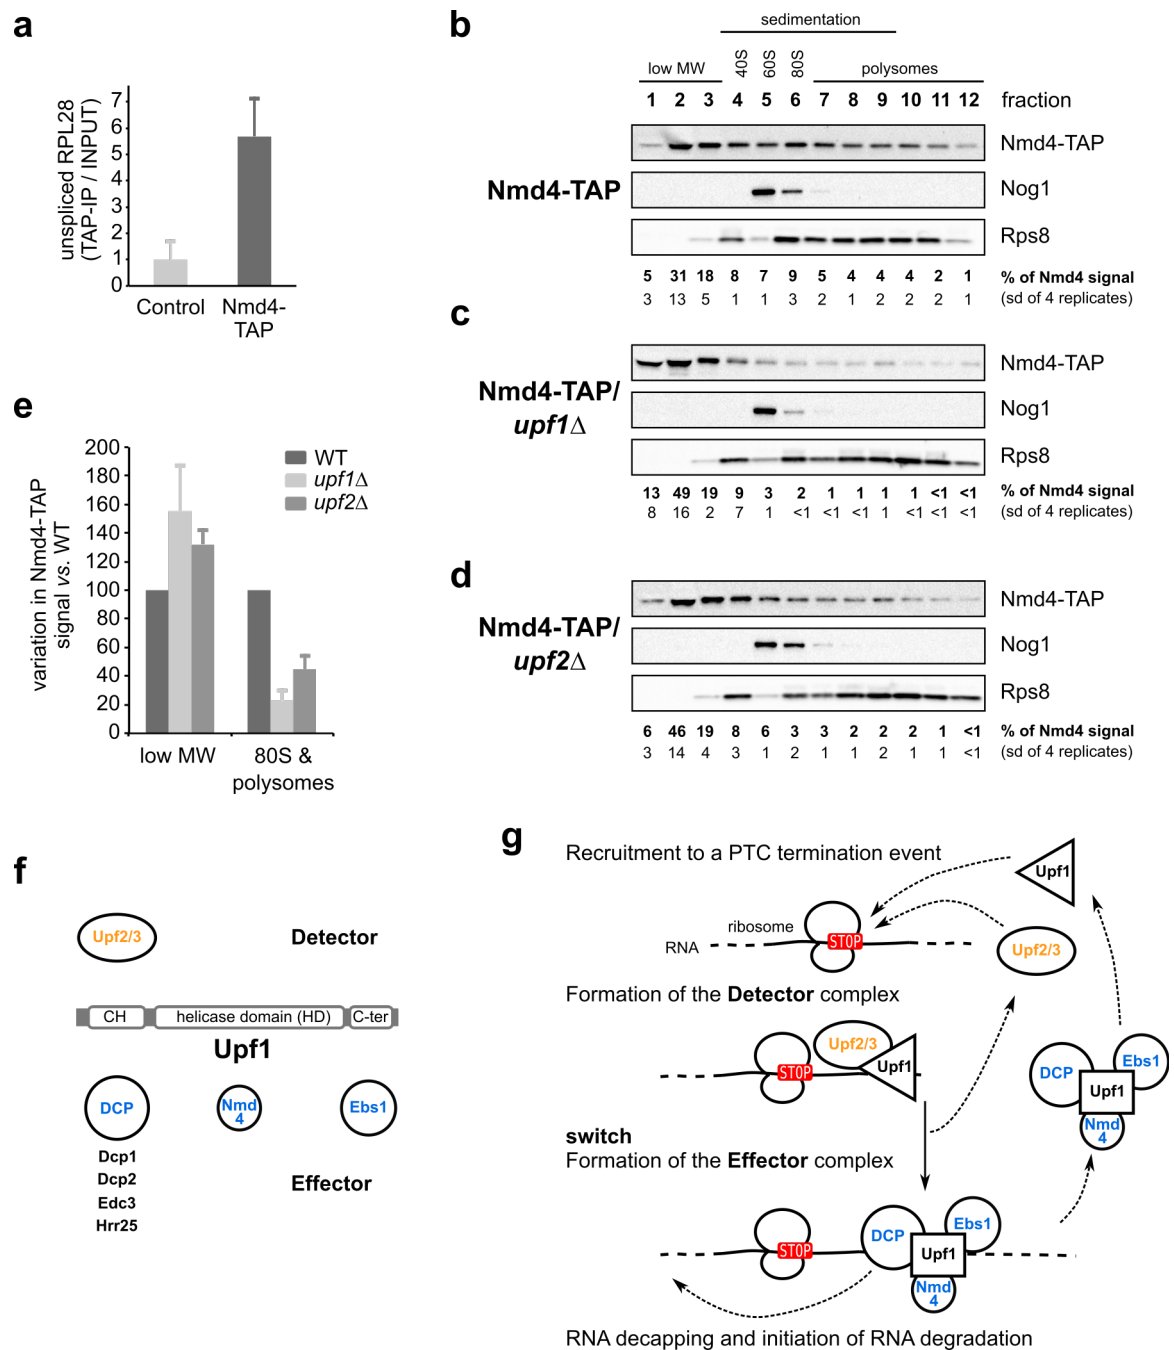 a
unspliced RPL28
(TAP-IP / INPUT)
7
6
5
4
3
2
1
0
Control
Nmd4-
TAP
b
sedimentation
low MW
40S
60S
80S
polysomes
1 2 3 4 5 6 7 8 9 10 11 12 fraction
Nmd4-TAP
Nmd4-TAP
Nog1
Rps8
5 31 18 8 7 9 5 4 4 4 2 1 % of Nmd4 signal
3 13 5 1 1 3 2 1 2 2 2 1 (sd of 4 replicates)
c
Nmd4-TAP/
upf1Δ
Nmd4-TAP
Nog1
Rps8
13 49 19 9 3 2 1 1 1 1 <1 <1 % of Nmd4 signal
8 16 2 7 1 <1 <1 <1 1 <1 <1 <1 (sd of 4 replicates)
d
Nmd4-TAP/
upf2Δ
Nmd4-TAP
Nog1
Rps8
6 46 19 8 6 3 3 2 2 2 1 <1 % of Nmd4 signal
3 14 4 3 1 2 1 1 2 1 1 <1 (sd of 4 replicates)
e
variation in Nmd4-TAP
signal vs. WT
200
180
160
140
120
100
80
60
40
20
0
WT
upf1Δ
upf2Δ
low MW
80S &
polysomes
f
Upf2/3
Detector
CH
helicase domain (HD)
C-ter
Upf1
DCP
Nmd
4
Ebs1
Dcp1
Dcp2
Edc3
Hrr25
Effector
g
Recruitment to a PTC termination event
Upf1
ribosome
RNA
STOP
Upf2/3
Formation of the Detector complex
Upf2/3
Upf1
STOP
DCP
Ebs1
Upf1
Nmd
4
switch
Formation of the Effector complex
STOP
DCP
Ebs1
Upf1
Nmd
4
RNA decapping and initiation of RNA degradation